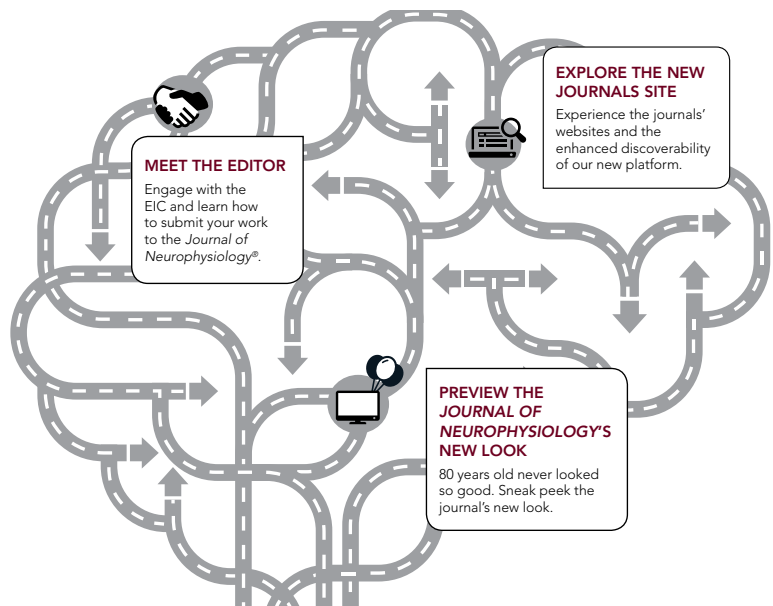 EXPLORE THE NEW
JOURNALS SITE
Experience the journals’
websites and the
enhanced discoverability
of our new platform.
MEET THE EDITOR
Engage with the
EIC and learn how
to submit your work
to the Journal of
Neurophysiology®.
PREVIEW THE
JOURNAL OF
NEUROPHYSIOLOGY’S
NEW LOOK
80 years old never looked
so good. Sneak peek the
journal’s new look.